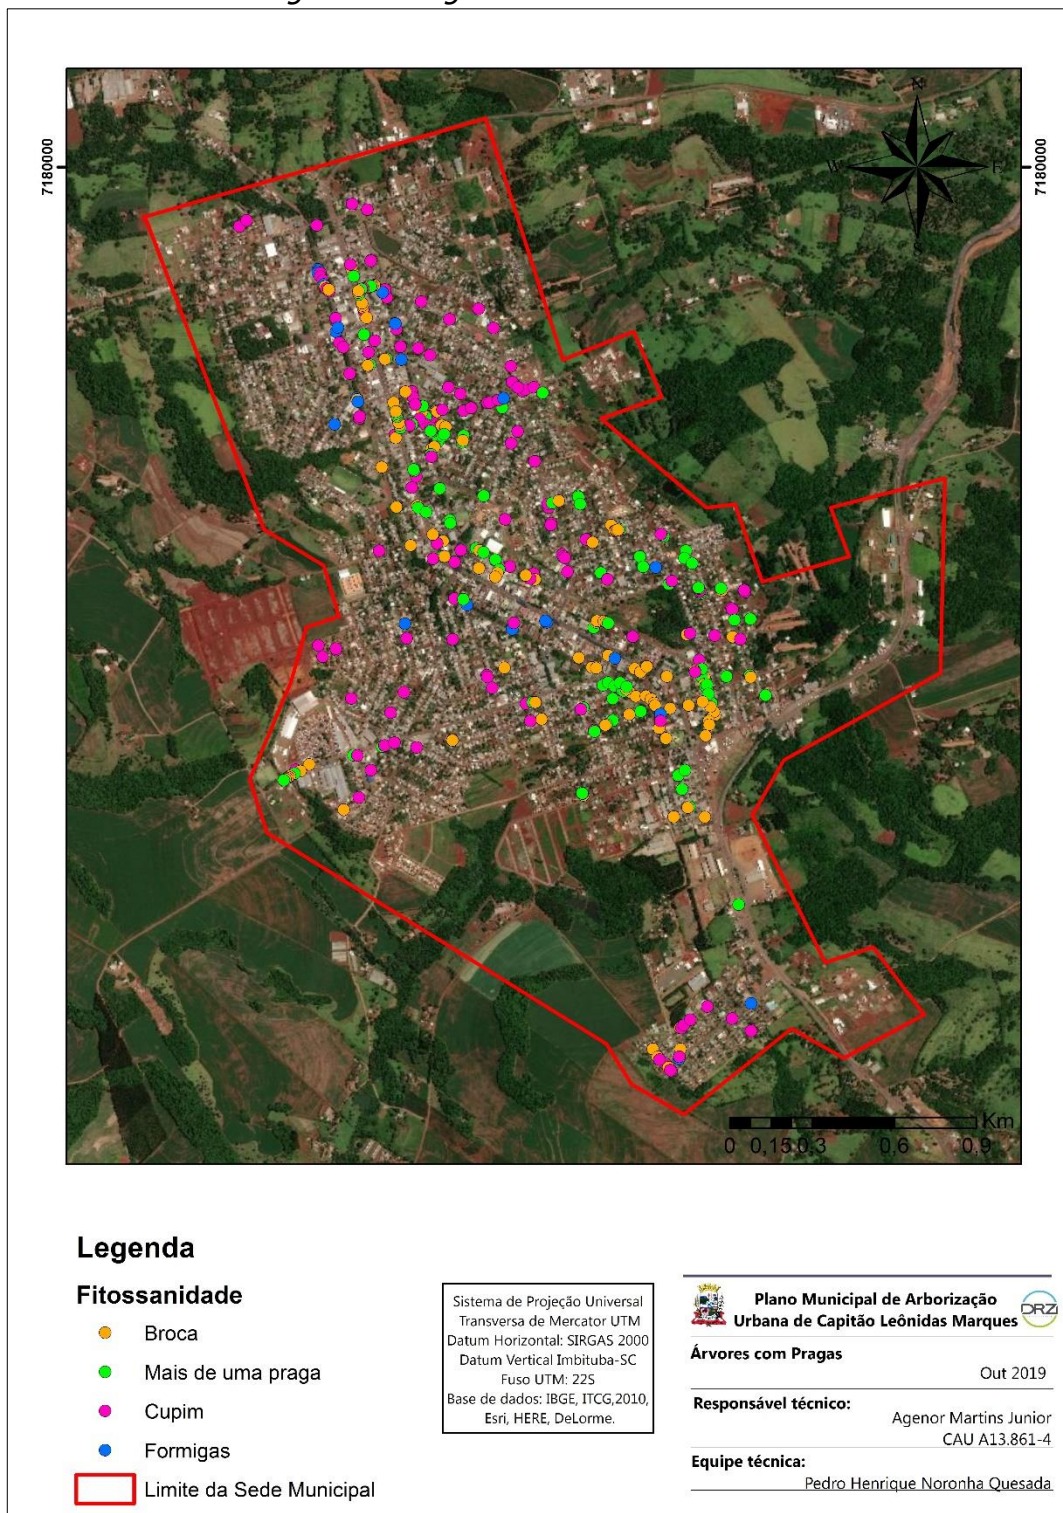 7180000
7180000
N
W
E
Km
0 0,15 0,3 0,6 0,9
Legenda
Fitossanidade
Broca
Mais de uma praga
Cupim
Formigas
Limite da Sede Municipal
Sistema de Projeção Universal
Transversa de Mercator UTM
Datum Horizontal: SIRGAS 2000
Datum Vertical Imbituba-SC
Fuso UTM: 22S
Base de dados: IBGE, ITCG,2010,
Esri, HERE, DeLorme.
Plano Municipal de Arborização
Urbana de Capitão Leônidas Marques
DRZ
Árvores com Pragas
Out 2019
Responsável técnico:
Agenor Martins Junior
CAU A13.861-4
Equipe técnica:
Pedro Henrique Noronha Quesada